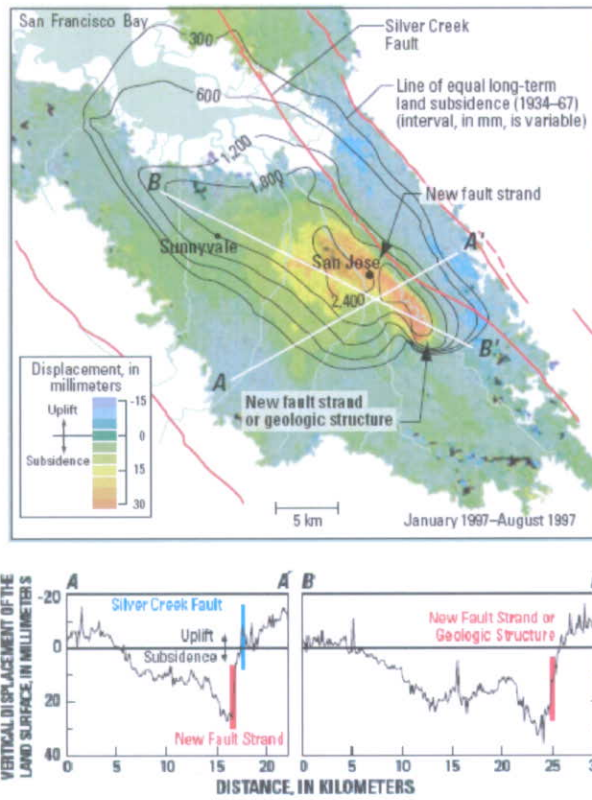 San Francisco Bay
300
Silver Creek
Fault
600
Line of equal long-term
land subsidence (1934–67)
(interval, in mm, is variable)
1,200
1,800
B
New fault strand
Sunnyvale
San Jose
A'
2,400
B'
A
Displacement, in
millimeters
Uplift
-15
0
Subsidence
15
30
New fault strand
or geologic structure
5 km
January 1997–August 1997
A
A'
B
-20
Silver Creek Fault
New Fault Strand or
Geologic Structure
Uplift
0
Subsidence
20
New Fault Strand
40
VERTICAL DISPLACEMENT OF THE
LAND SURFACE, IN MILLIMETERS
0 5 10 15 20 0 5 10 15 20 25
DISTANCE, IN KILOMETERS